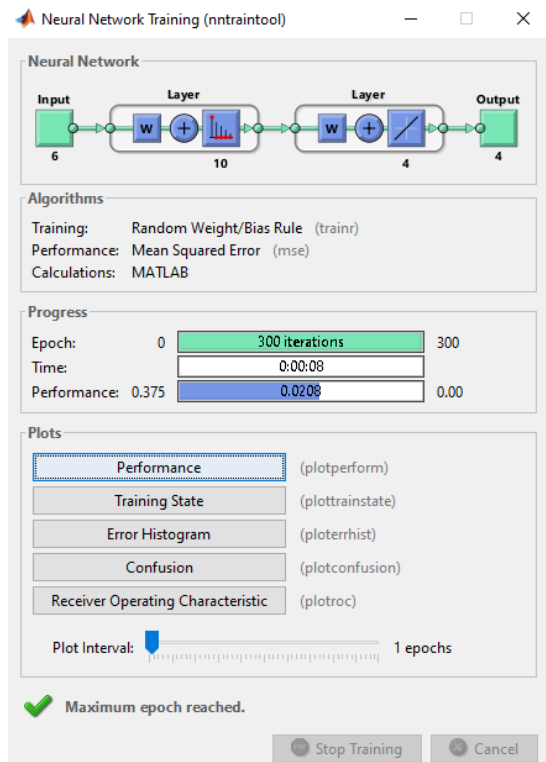 Neural Network Training (nntraintool)
Neural Network
Input Layer Layer Output
W + W +
6 10 4 4
Algorithms
Training: Random Weight/Bias Rule (trainr)
Performance: Mean Squared Error (mse)
Calculations: MATLAB
Progress
Epoch: 0 300 iterations 300
Time: 0:00:08
Performance: 0.375 0.0208 0.00
Plots
Performance (plotperform)
Training State (plottrainstate)
Error Histogram (ploterrhist)
Confusion (plotconfusion)
Receiver Operating Characteristic (plotroc)
Plot Interval: 1 epochs
Maximum epoch reached.
Stop Training Cancel